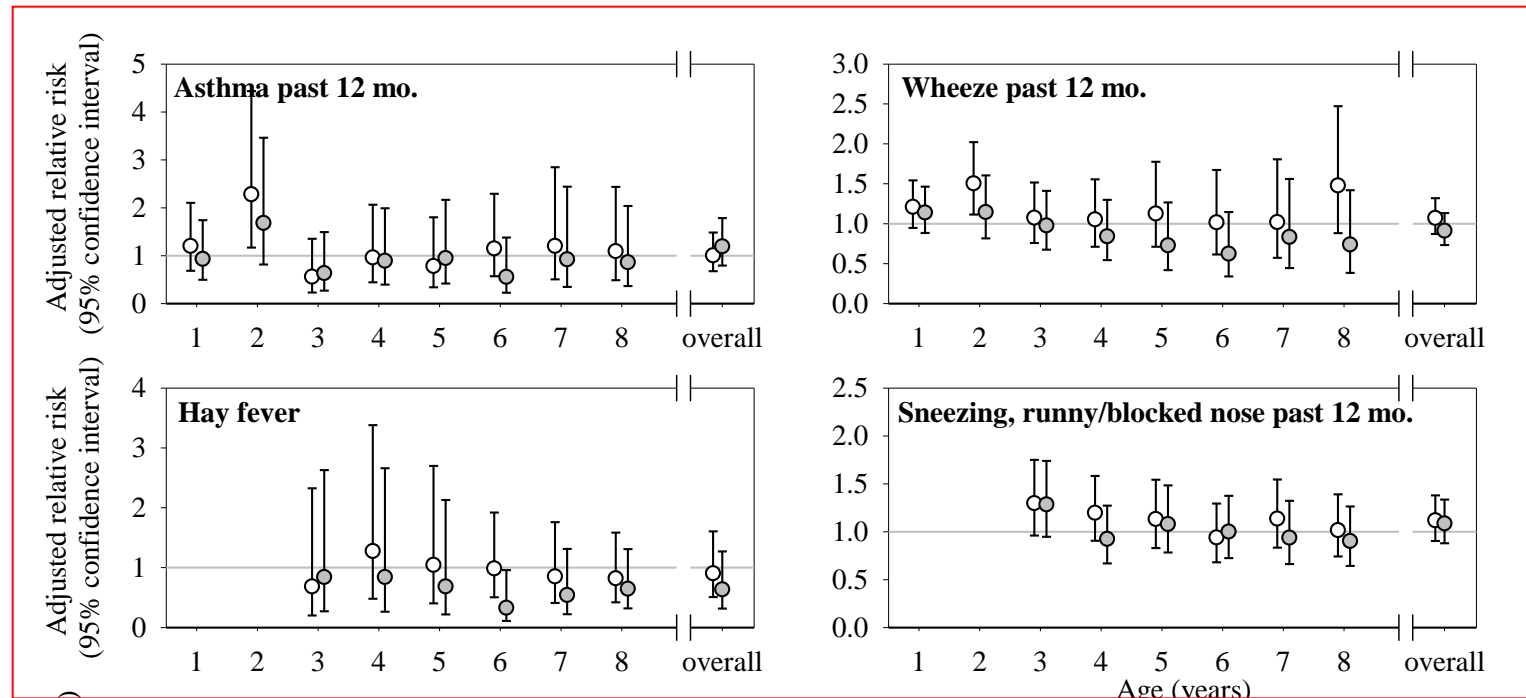 Adjusted relative risk
(95% confidence interval)
5
4
3
2
1
0
Asthma past 12 mo.
1 2 3 4 5 6 7 8 overall
3.0
2.5
2.0
1.5
1.0
0.5
0.0
Wheeze past 12 mo.
1 2 3 4 5 6 7 8 overall
Adjusted relative risk
(95% confidence interval)
4
3
2
1
0
Hay fever
1 2 3 4 5 6 7 8 overall
2.5
2.0
1.5
1.0
0.5
0.0
Sneezing, runny/blocked nose past 12 mo.
1 2 3 4 5 6 7 8 overall
Age (years)
)